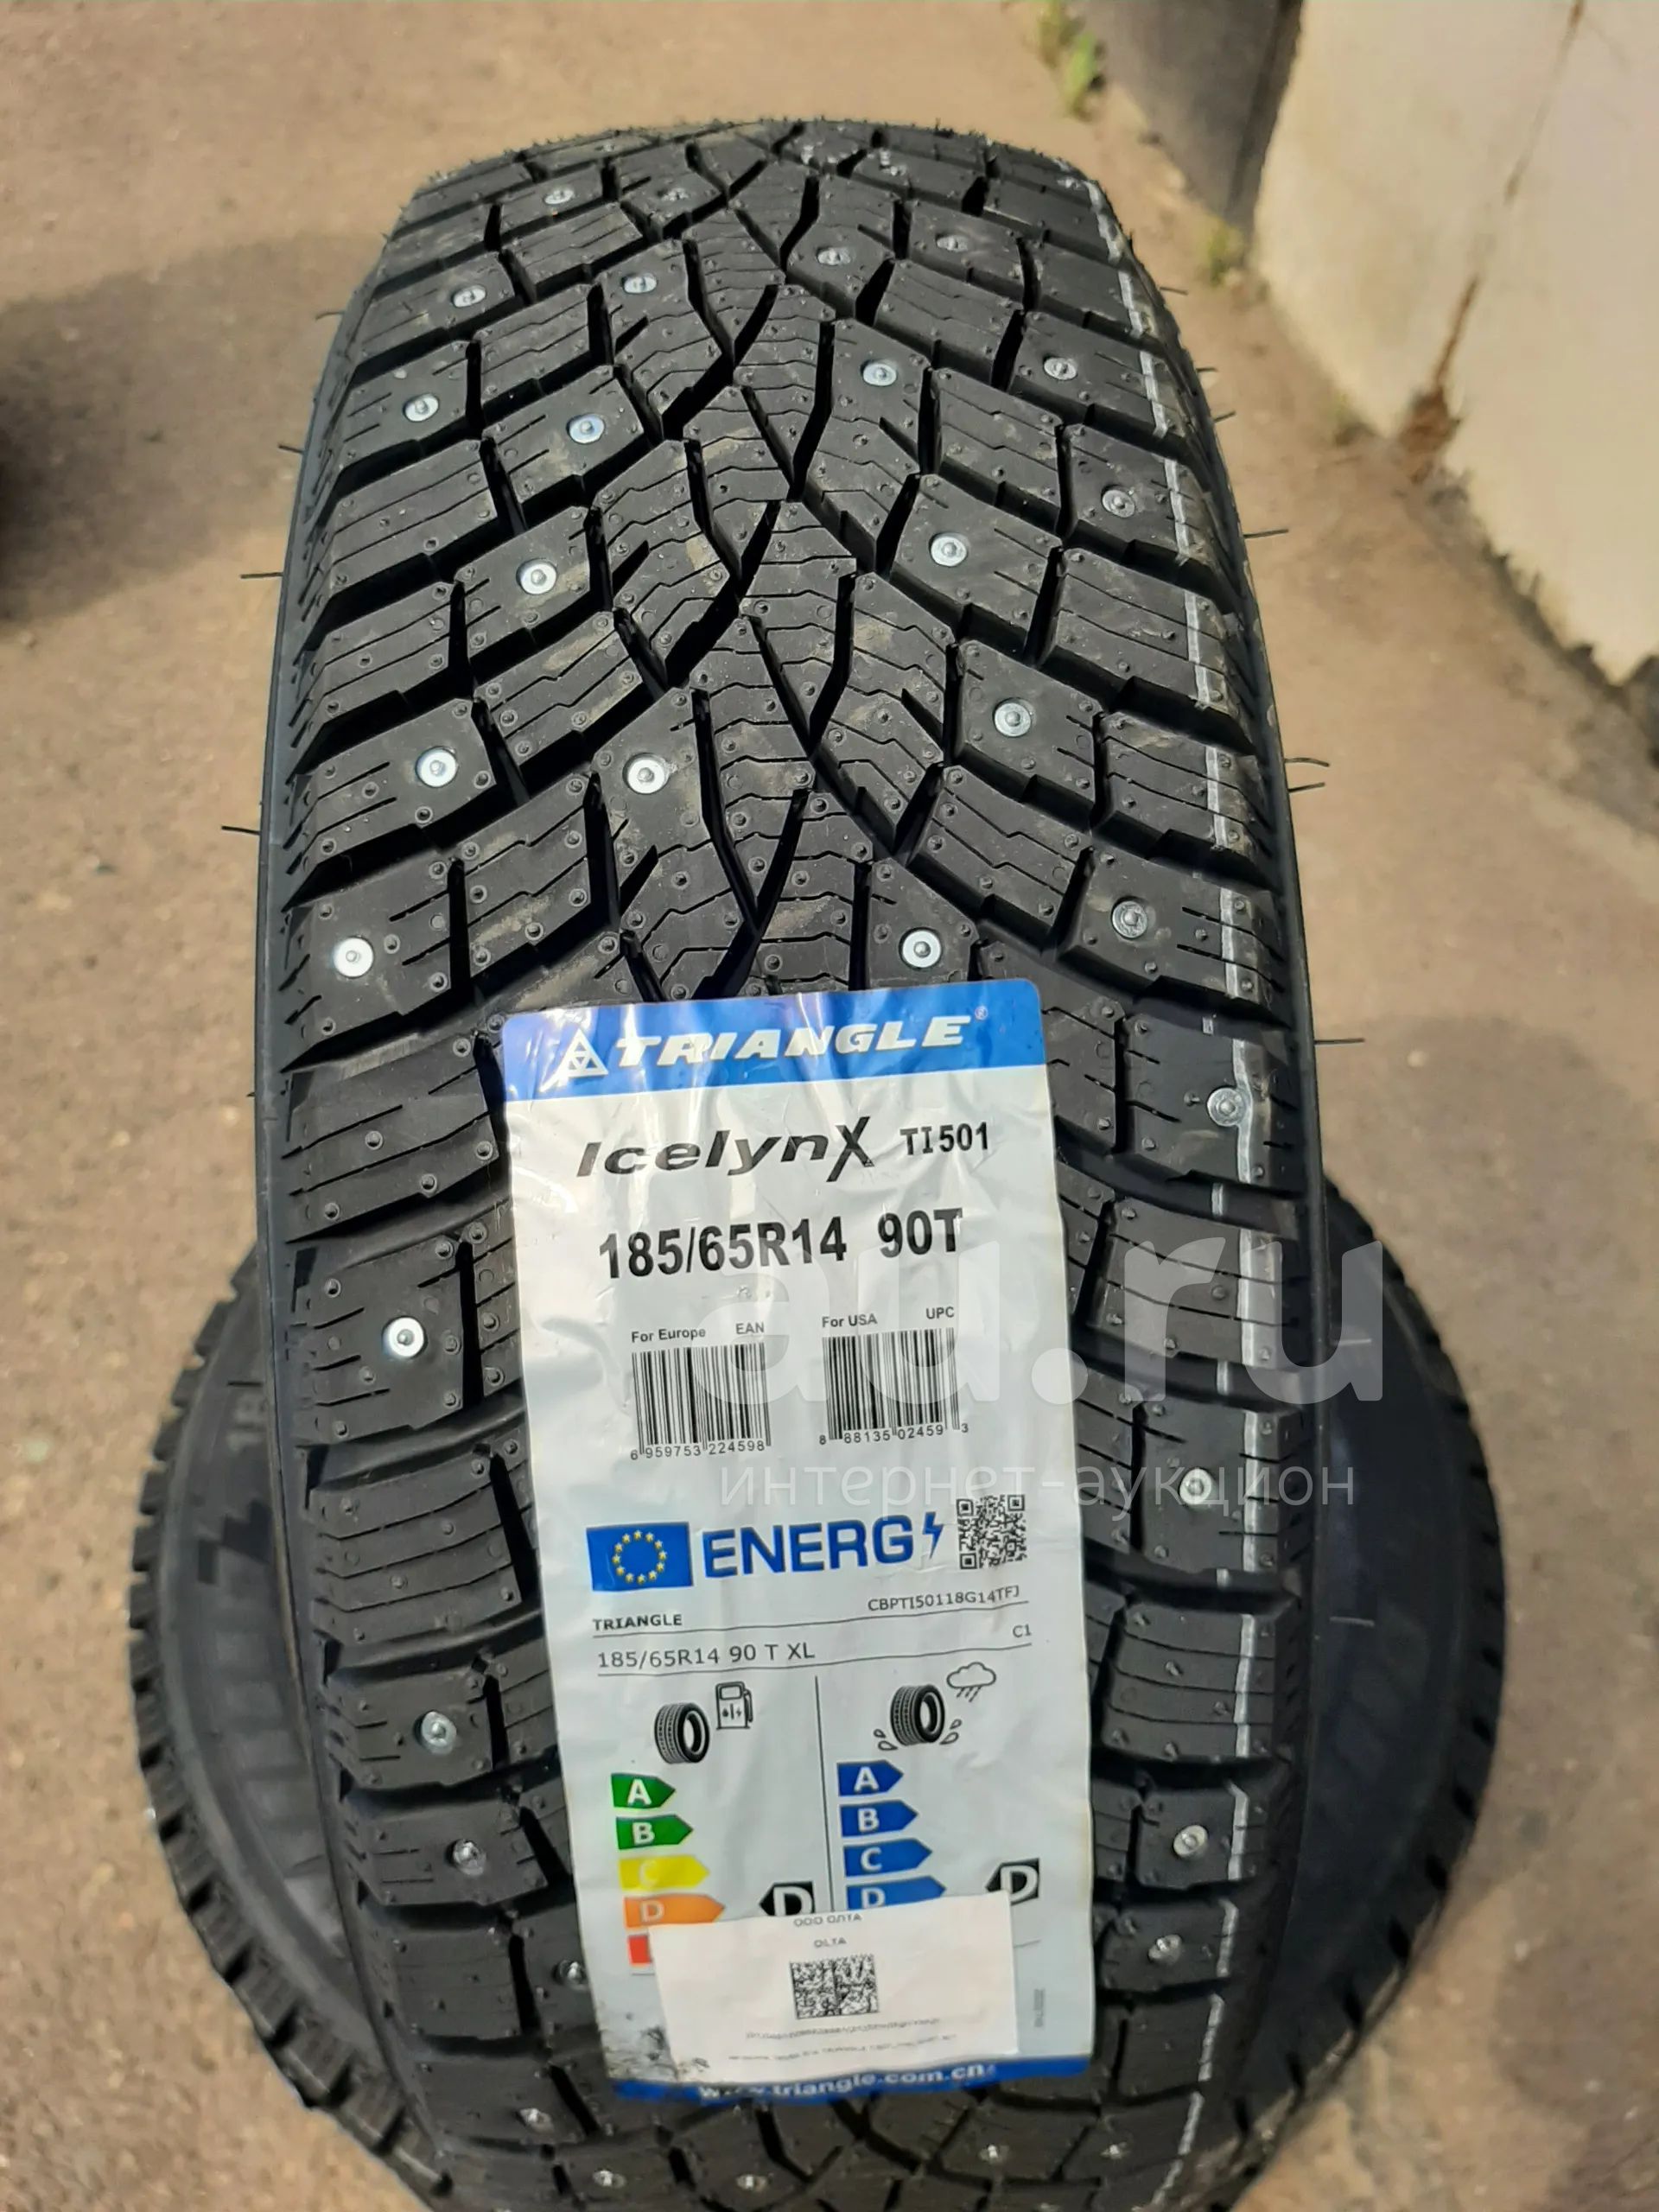 TRIANGLE®
IcelynX TI501
185/65R14 90T
For Europe EAN For USA UPC
6 959753 224598 8 88135 02459 3
au.ru
интернет-аукцион
ENERG
TRIANGLE CBPTI50118G14TFJ
185/65R14 90 T XL C1
A A
B B
C C
D D D D
ООО ОЛТА
OLTA
www.triangle.com.cn